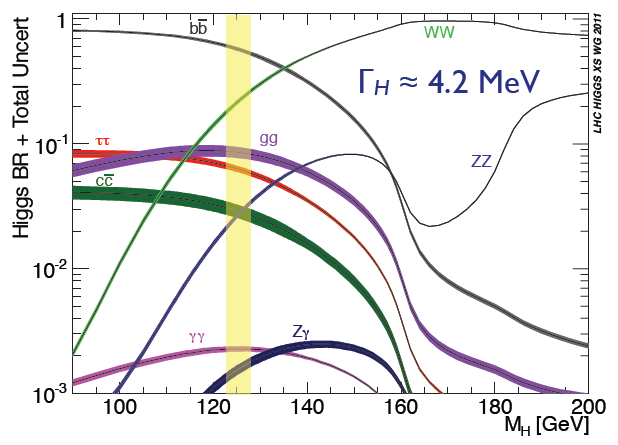 Higgs BR + Total Uncert
LHC HIGGS XS WG 2011
1
10⁻¹
10⁻²
10⁻³
bb̅
WW
Γ_H ≈ 4.2 MeV
ττ
gg
ZZ
cc̅
γγ
Zγ
100
120
140
160
180
200
M_H [GeV]